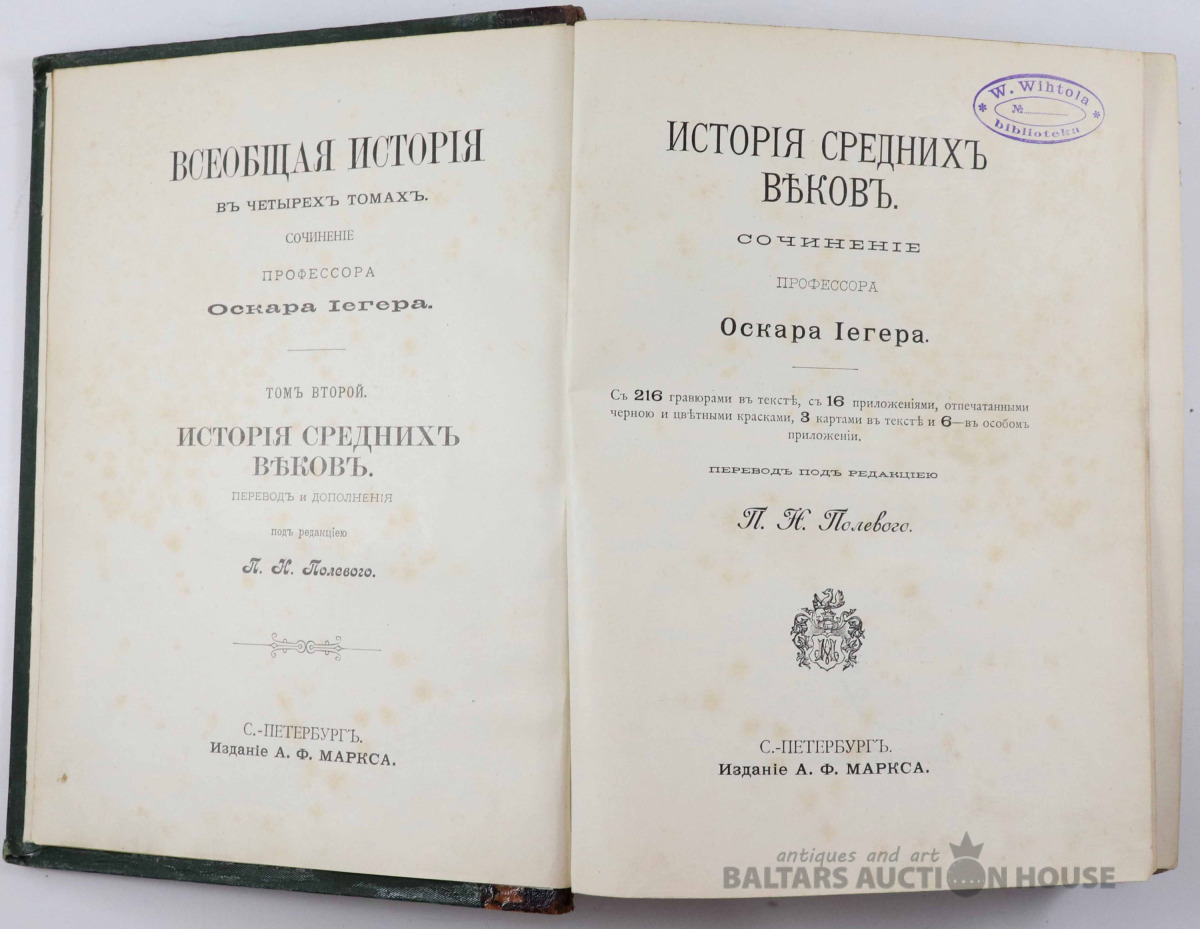 ВСЕОБЩАЯ ИСТОРІЯ
ВЪ ЧЕТЫРЕХЪ ТОМАХЪ.
СОЧИНЕНІЕ
ПРОФЕССОРА
Оскара Іегера.
ТОМЪ ВТОРОЙ.
ИСТОРІЯ СРЕДНИХЪ
ВѢКОВЪ.
ПЕРЕВОДЪ и ДОПОЛНЕНІЯ
подъ редакціею
П. Н. Полевого.
С.-ПЕТЕРБУРГЪ.
Изданіе А. Ф. МАРКСА.
* W. Wihtola *
№
biblioteka
ИСТОРІЯ СРЕДНИХЪ
ВѢКОВЪ.
СОЧИНЕНІЕ
ПРОФЕССОРА
Оскара Іегера.
Съ 216 гравюрами въ текстѣ, съ 16 приложеніями, отпечатанными
черною и цвѣтными красками, 3 картами въ текстѣ и 6—въ особомъ
приложеніи.
ПЕРЕВОДЪ ПОДЪ РЕДАКЦІЕЮ
П. Н. Полевого.
С.-ПЕТЕРБУРГЪ.
Изданіе А. Ф. МАРКСА.
antiques and art
BALTARS AUCTION HOUSE